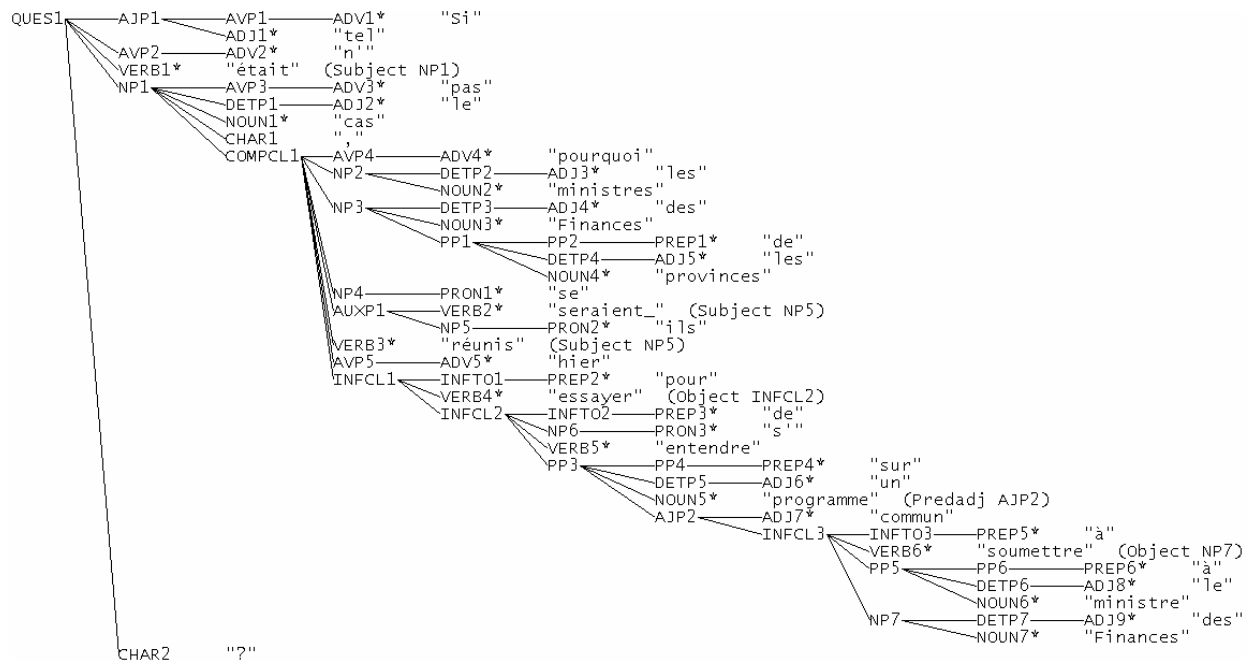 QUES1 AJP1 AVP1 ADV1* "Si"
ADJ1* "tel"
AVP2 ADV2* "n'"
VERB1* "était" (Subject NP1)
NP1 AVP3 ADV3* "pas"
DETP1 ADJ2* "le"
NOUN1* "cas"
CHAR1 ","
COMPCL1 AVP4 ADV4* "pourquoi"
NP2 DETP2 ADJ3* "les"
NOUN2* "ministres"
NP3 DETP3 ADJ4* "des"
NOUN3* "Finances"
PP1 PP2 PREP1* "de"
DETP4 ADJ5* "les"
NOUN4* "provinces"
NP4 PRON1* "se"
AUXP1 VERB2* "seraient_" (Subject NP5)
NP5 PRON2* "ils"
VERB3* "réunis" (Subject NP5)
AVP5 ADV5* "hier"
INFCL1 INFTO1 PREP2* "pour"
VERB4* "essayer" (Object INFCL2)
INFCL2 INFTO2 PREP3* "de"
NP6 PRON3* "s'"
VERB5* "entendre"
PP3 PP4 PREP4* "sur"
DETP5 ADJ6* "un"
NOUN5* "programme" (Predadj AJP2)
AJP2 ADJ7* "commun"
INFCL3 INFTO3 PREP5* "à"
VERB6* "soumettre" (Object NP7)
PP5 PP6 PREP6* "à"
DETP6 ADJ8* "le"
NOUN6* "ministre"
NP7 DETP7 ADJ9* "des"
NOUN7* "Finances"
CHAR2 "?"